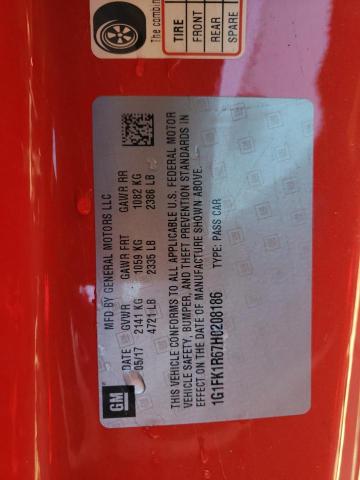 The combin
TIRE
FRONT
REAR
SPARE
MFD BY GENERAL MOTORS LLC
DATE GVWR GAWR FRT GAWR RR
05/17 2141 KG 1059 KG 1082 KG
4721 LB 2335 LB 2386 LB
THIS VEHICLE CONFORMS TO ALL APPLICABLE U.S. FEDERAL MOTOR
VEHICLE SAFETY, BUMPER, AND THEFT PREVENTION STANDARDS IN
EFFECT ON THE DATE OF MANUFACTURE SHOWN ABOVE.
1G1FK1R67H0208186 TYPE: PASS CAR
GM